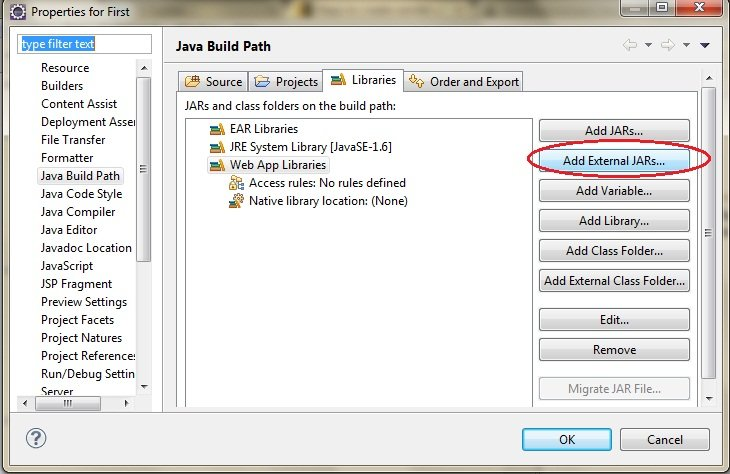 Properties for First
type filter text
Resource
Builders
Content Assist
Deployment Asser
File Transfer
Formatter
Java Build Path
Java Code Style
Java Compiler
Java Editor
Javadoc Location
JavaScript
JSP Fragment
Preview Settings
Project Facets
Project Natures
Project References
Run/Debug Settin
Server
Java Build Path
Source
Projects
Libraries
Order and Export
JARs and class folders on the build path:
EAR Libraries
JRE System Library [JavaSE-1.6]
Web App Libraries
Access rules: No rules defined
Native library location: (None)
Add JARs...
Add External JARs...
Add Variable...
Add Library...
Add Class Folder...
Add External Class Folder...
Edit...
Remove
Migrate JAR File...
OK
Cancel